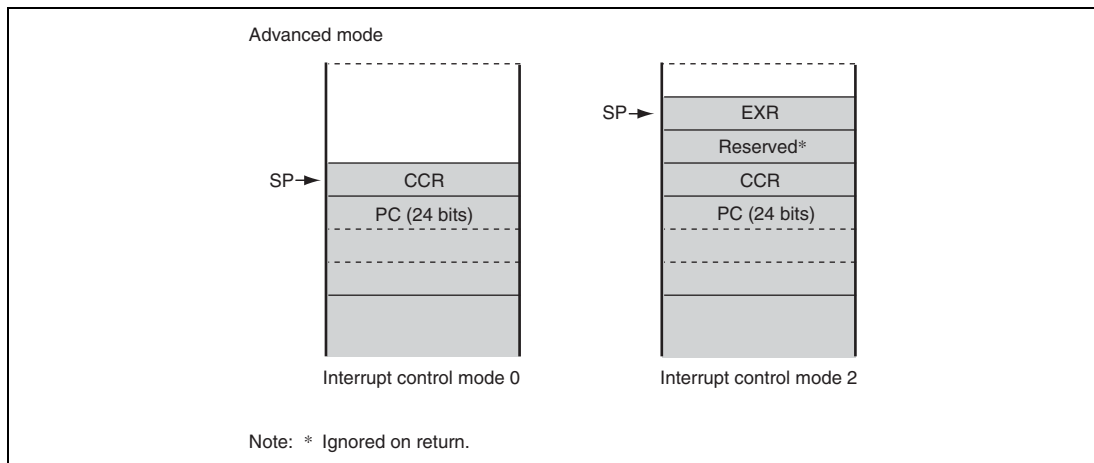 Advanced mode
SP
CCR
PC (24 bits)
Interrupt control mode 0
SP
EXR
Reserved*
CCR
PC (24 bits)
Interrupt control mode 2
Note: * Ignored on return.